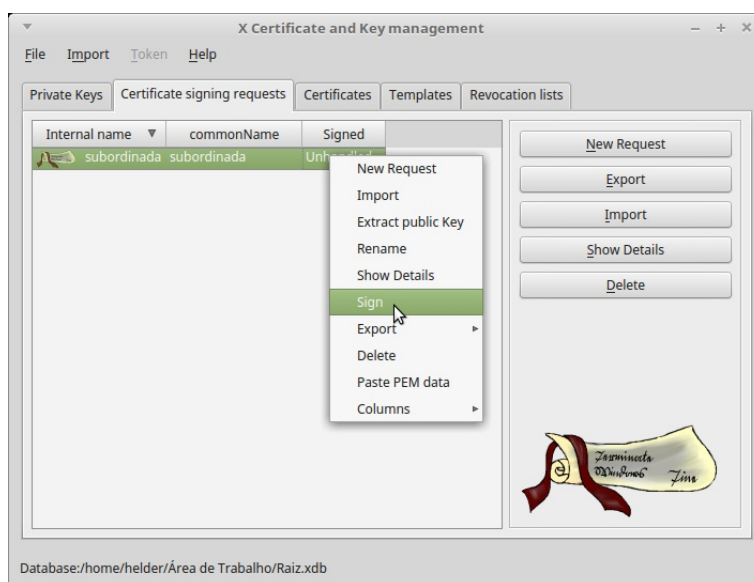 X Certificate and Key management
File Import Token Help
Private Keys Certificate signing requests Certificates Templates Revocation lists
Internal name commonName Signed
subordinada subordinada
New Request
Import
Extract public Key
Rename
Show Details
Sign
Export
Delete
Paste PEM data
Columns
New Request
Export
Import
Show Details
Delete
Windows
Database:/home/helder/Área de Trabalho/Raiz.xdb